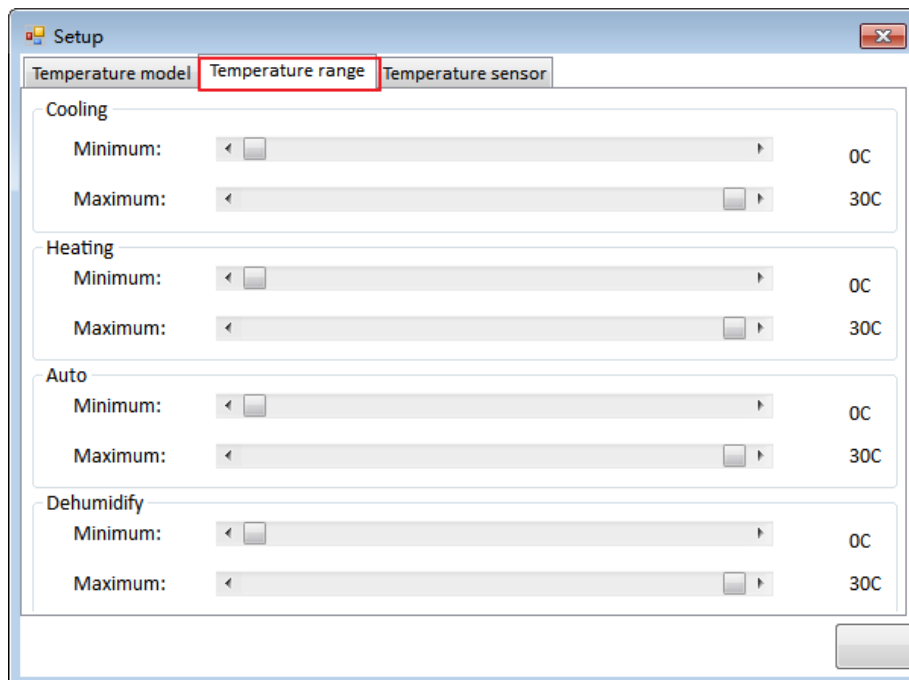 Setup
Temperature model Temperature range Temperature sensor
Cooling
Minimum: 0C
Maximum: 30C
Heating
Minimum: 0C
Maximum: 30C
Auto
Minimum: 0C
Maximum: 30C
Dehumidify
Minimum: 0C
Maximum: 30C